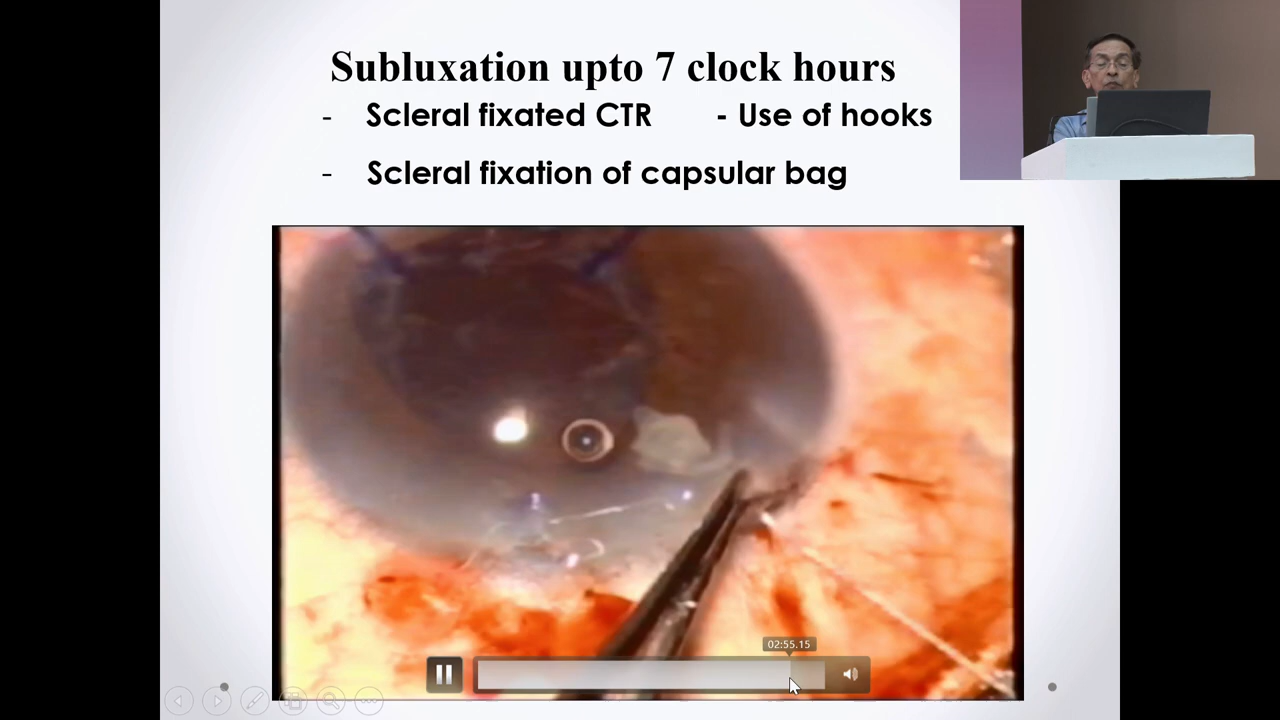 Subluxation upto 7 clock hours
- Scleral fixated CTR - Use of hooks
- Scleral fixation of capsular bag
02:55.15